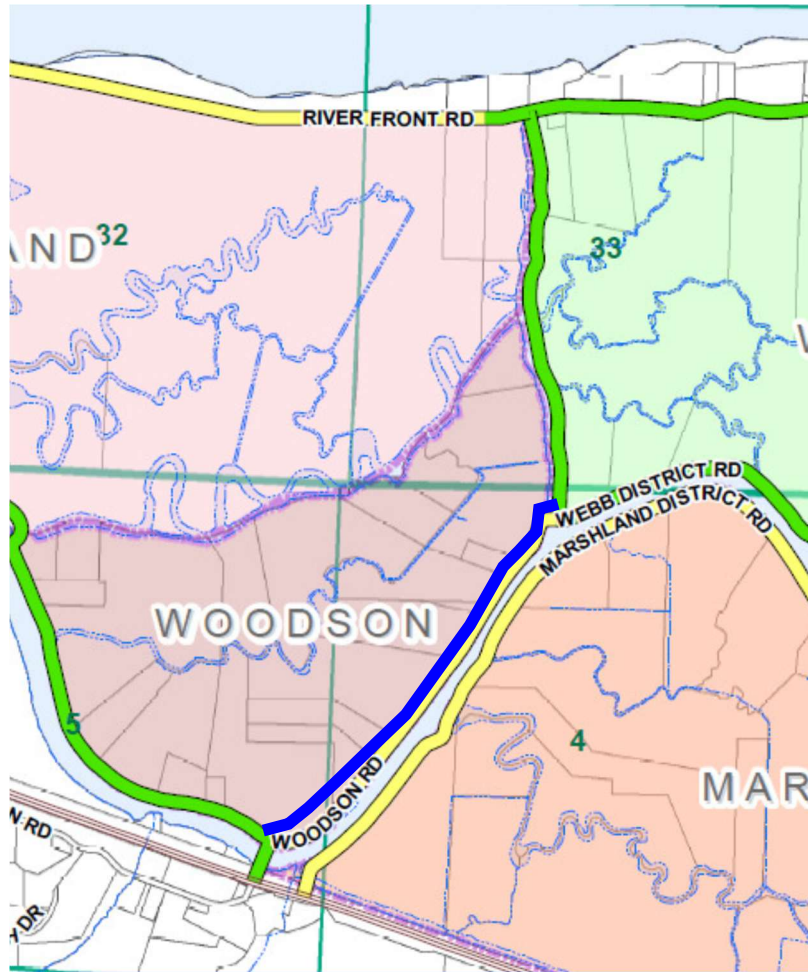 RIVER FRONT RD
AND 32
33
WEBB DISTRICT RD
MARSHLAND DISTRICT RD
WOODSON
5
4
MAR
WOODSON RD
N RD
DR